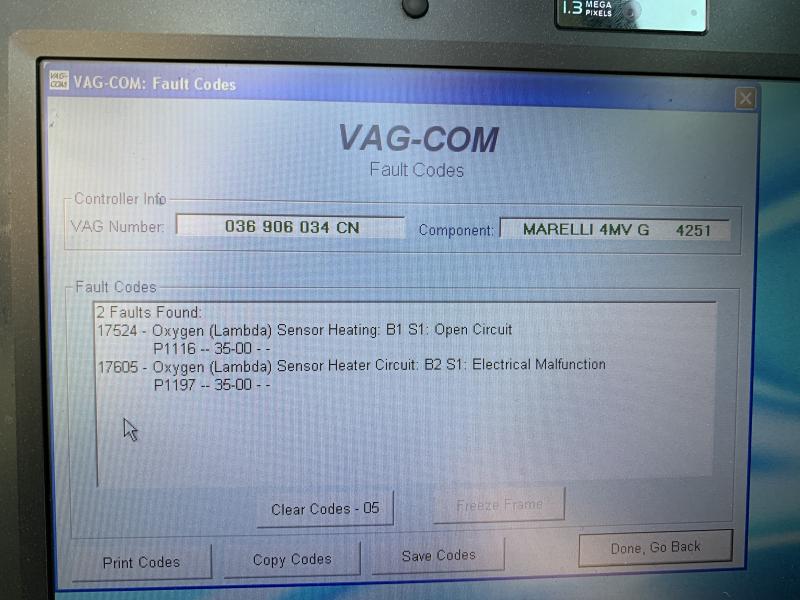 1.3 MEGA PIXELS
VAG-COM: Fault Codes
VAG-COM
Fault Codes
Controller Info
VAG Number: 036 906 034 CN Component: MARELLI 4MV G 4251
Fault Codes
2 Faults Found:
17524 - Oxygen (Lambda) Sensor Heating: B1 S1: Open Circuit
P1116 -- 35-00 - -
17605 - Oxygen (Lambda) Sensor Heater Circuit: B2 S1: Electrical Malfunction
P1197 -- 35-00 - -
Clear Codes - 05 Freeze Frame
Print Codes Copy Codes Save Codes Done, Go Back